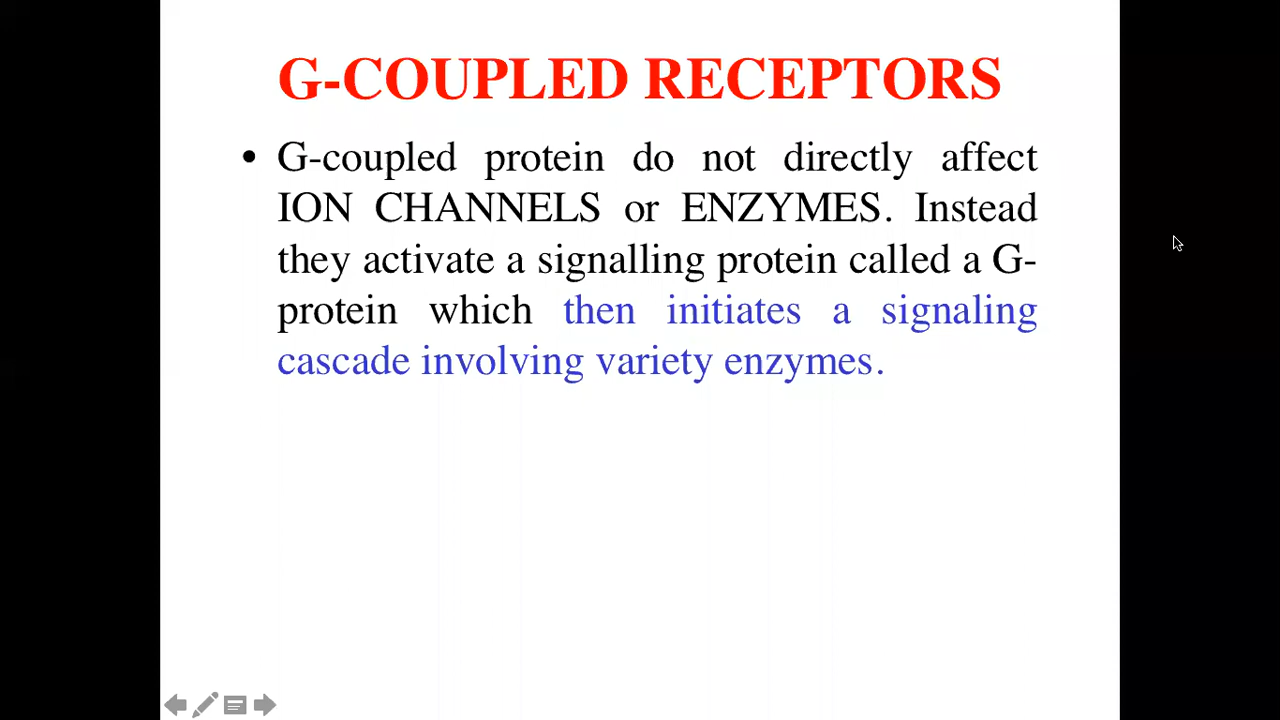 G-COUPLED RECEPTORS
• G-coupled protein do not directly affect
ION CHANNELS or ENZYMES. Instead
they activate a signalling protein called a G-
protein which then initiates a signaling
cascade involving variety enzymes.